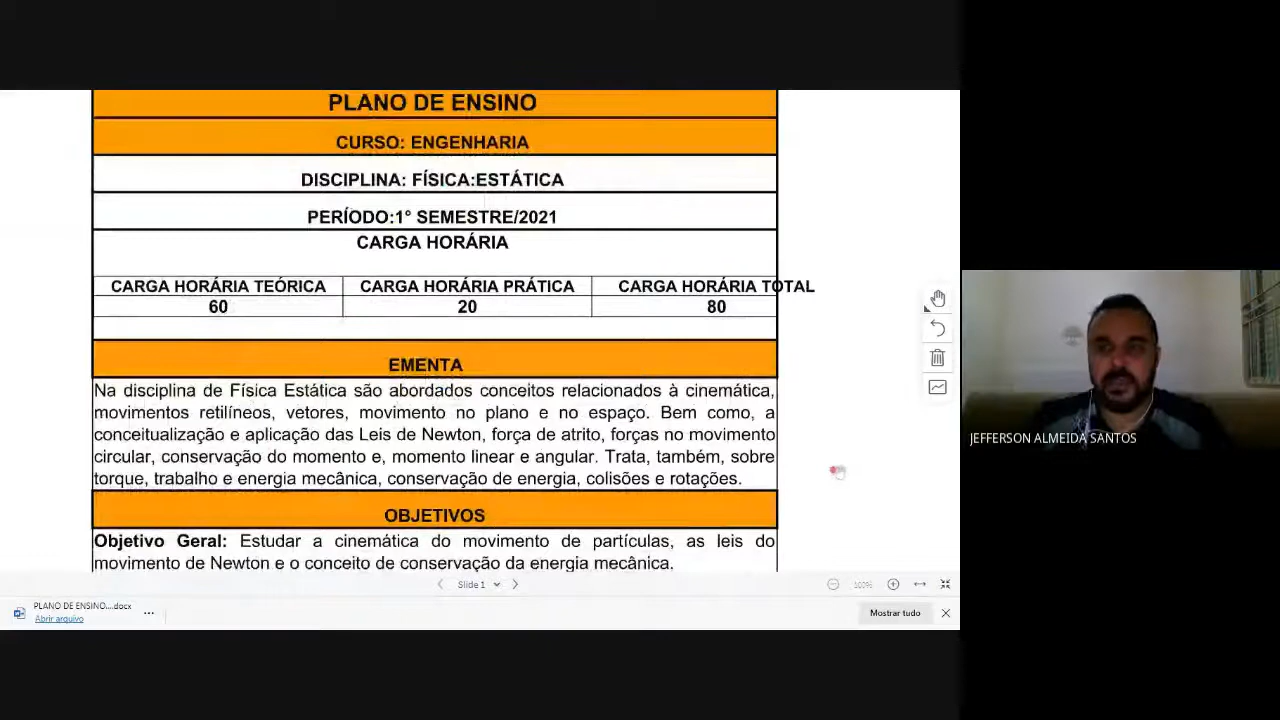 PLANO DE ENSINO
CURSO: ENGENHARIA
DISCIPLINA: FÍSICA:ESTÁTICA
PERÍODO:1° SEMESTRE/2021
CARGA HORÁRIA
CARGA HORÁRIA TEÓRICA CARGA HORÁRIA PRÁTICA CARGA HORÁRIA TOTAL
60 20 80
EMENTA
Na disciplina de Física Estática são abordados conceitos relacionados à cinemática,
movimentos retilíneos, vetores, movimento no plano e no espaço. Bem como, a
conceitualização e aplicação das Leis de Newton, força de atrito, forças no movimento
circular, conservação do momento e, momento linear e angular. Trata, também, sobre
torque, trabalho e energia mecânica, conservação de energia, colisões e rotações.
OBJETIVOS
Objetivo Geral: Estudar a cinemática do movimento de partículas, as leis do
movimento de Newton e o conceito de conservação da energia mecânica.
Slide 1
100%
PLANO DE ENSINO....docx
Abrir arquivo
Mostrar tudo
JEFFERSON ALMEIDA SANTOS